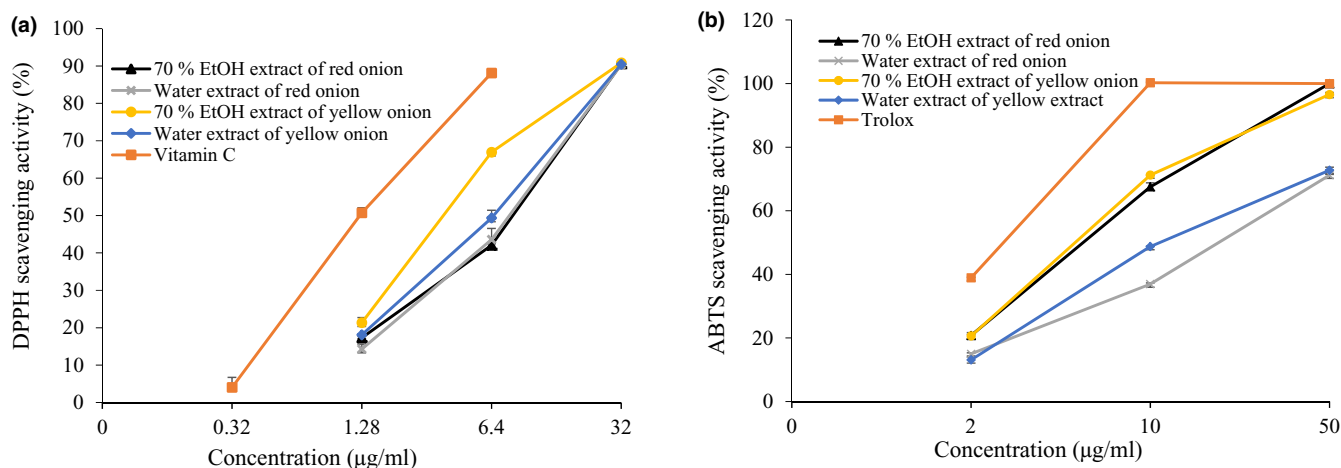 (a)
DPPH scavenging activity (%)
100
90
80
70
60
50
40
30
20
10
0
70 % EtOH extract of red onion
Water extract of red onion
70 % EtOH extract of yellow onion
Water extract of yellow onion
Vitamin C
0
0.32
1.28
6.4
32
Concentration (μg/ml)
(b)
ABTS scavenging activity (%)
120
100
80
60
40
20
0
70 % EtOH extract of red onion
Water extract of red onion
70 % EtOH extract of yellow onion
Water extract of yellow extract
Trolox
0
2
10
50
Concentration (μg/ml)